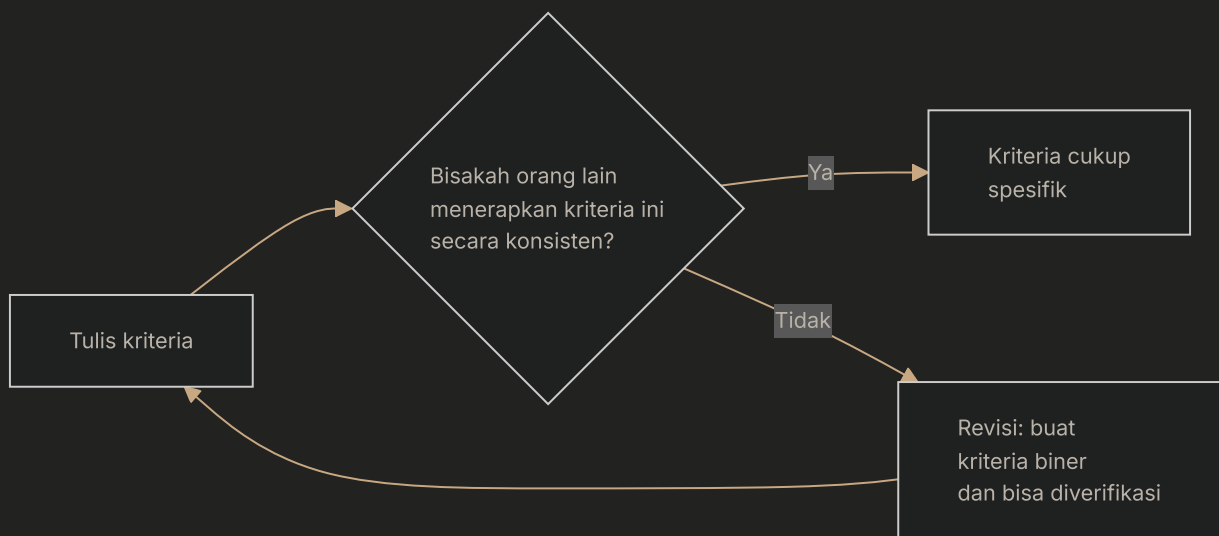 Tulis kriteria
Bisakah orang lain
menerapkan kriteria ini
secara konsisten?
Ya
Kriteria cukup
spesifik
Tidak
Revisi: buat
kriteria biner
dan bisa diverifikasi